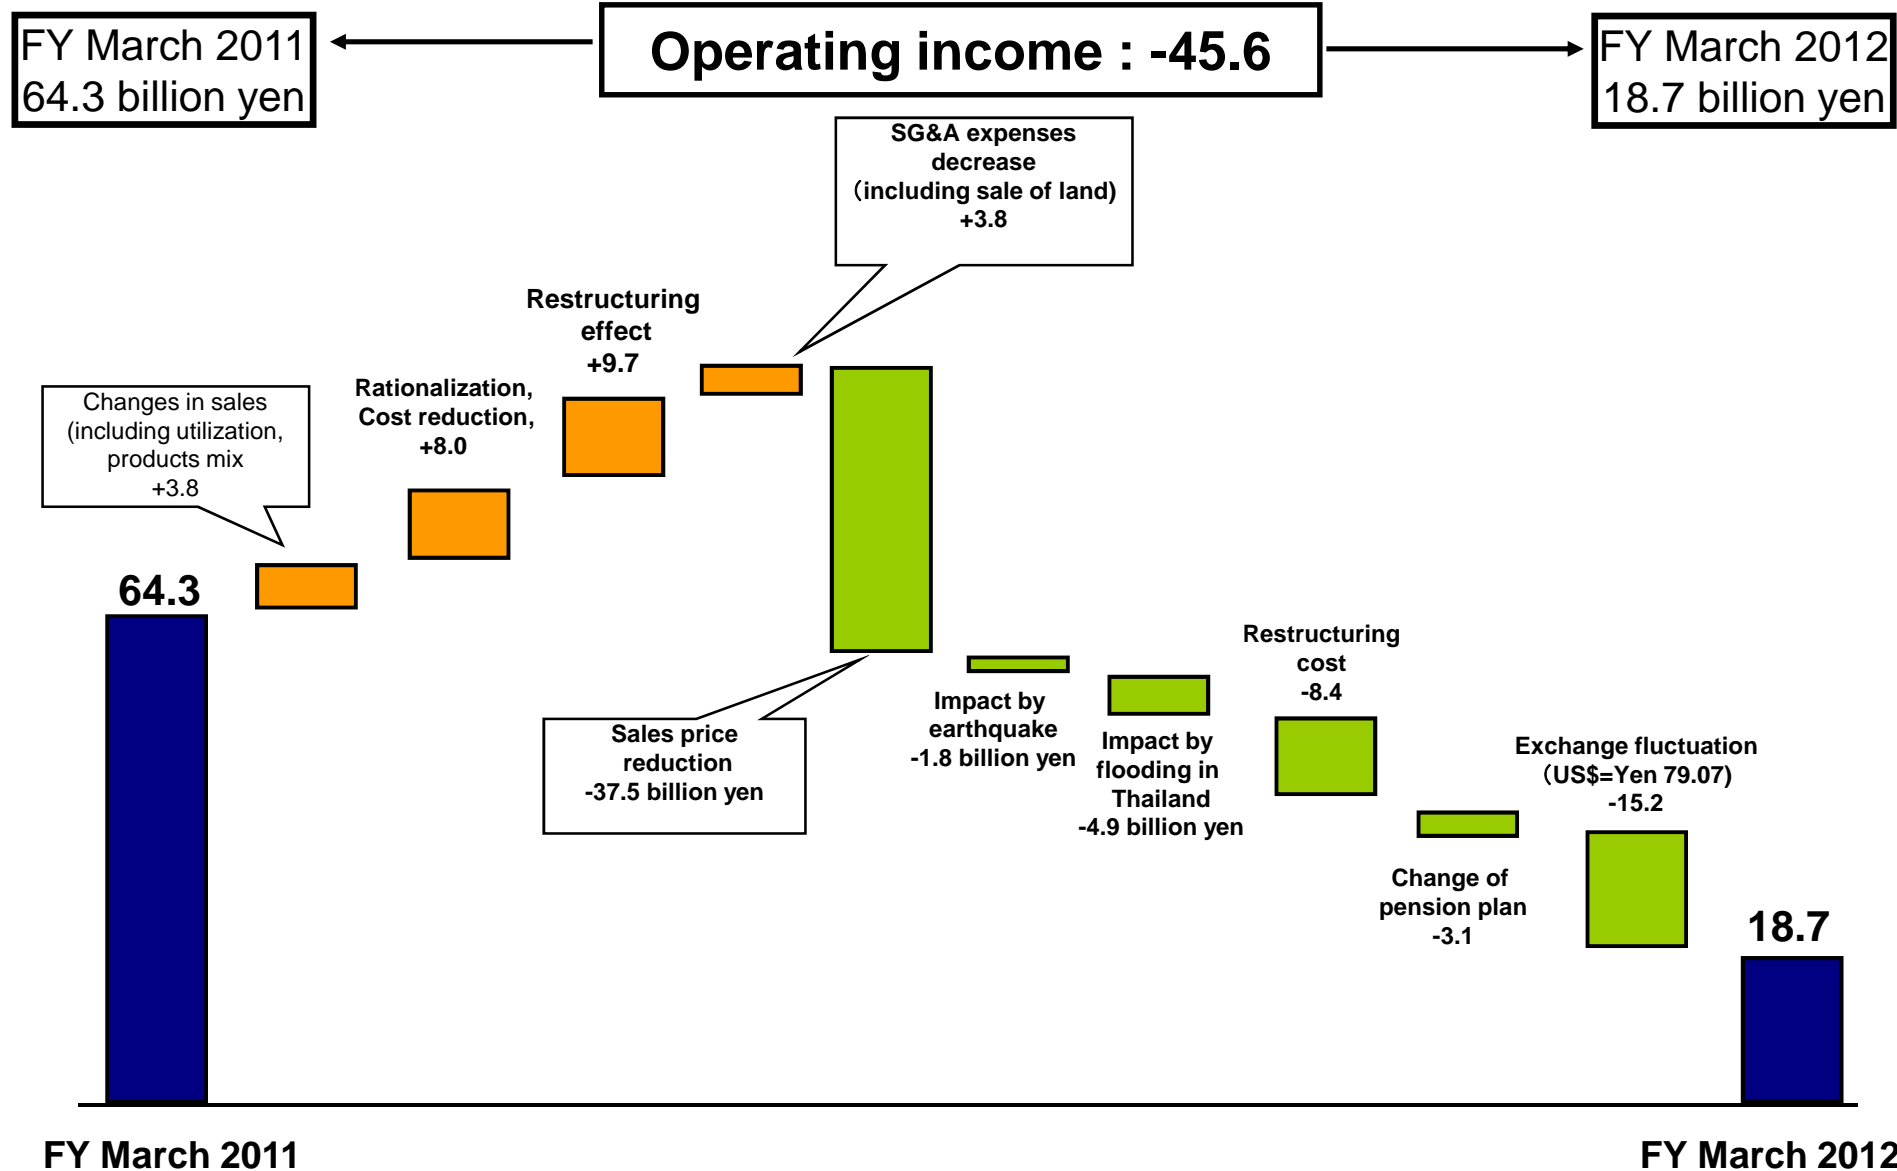 FY March 2011
64.3 billion yen
Operating income : -45.6
FY March 2012
18.7 billion yen
SG&A expenses
decrease
（including sale of land)
+3.8
Restructuring
effect
+9.7
Rationalization,
Cost reduction,
+8.0
Changes in sales
(including utilization,
products mix
+3.8
64.3
Sales price
reduction
-37.5 billion yen
Impact by
earthquake
-1.8 billion yen
Impact by
flooding in
Thailand
-4.9 billion yen
Restructuring
cost
-8.4
Change of
pension plan
-3.1
Exchange fluctuation
（US$=Yen 79.07)
-15.2
18.7
FY March 2011
FY March 2012